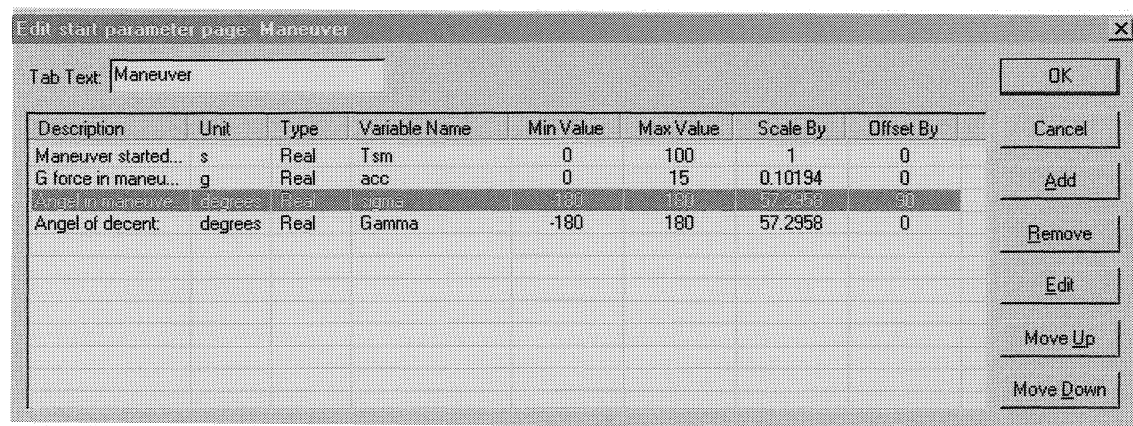 Edit start parameter page: Maneuver
Tab Text: Maneuver
OK
Description Unit Type Variable Name Min Value Max Value Scale By Offset By
Cancel
Maneuver started... s Real Tsm 0 100 1 0
G force in maneu... g Real acc 0 15 0.10194 0
Add
Angel in maneuve... degrees Real sigma -180 180 57.2958 90
Angel of decent: degrees Real Gamma -180 180 57.2958 0
Remove
Edit
Move Up
Move Down